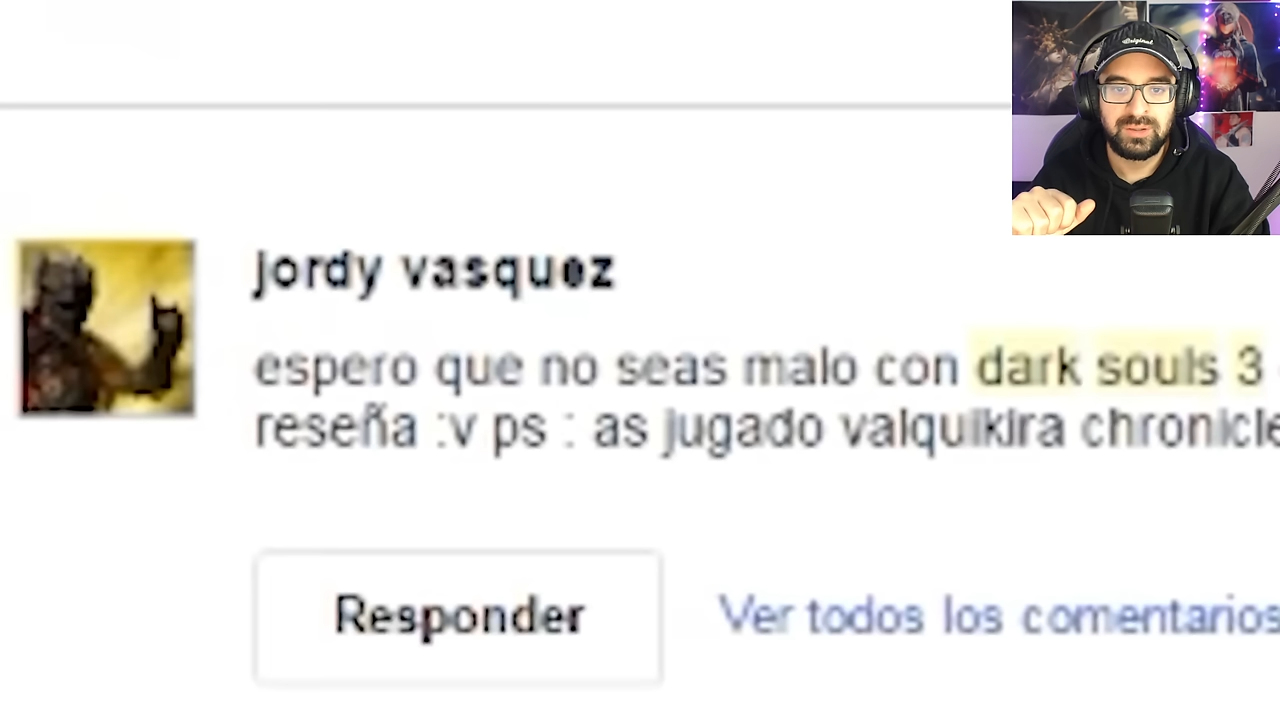 Original
jordy vasquez
espero que no seas malo con dark souls 3
reseña :v ps : as jugado valquikira chronicle
Responder
Ver todos los comentarios